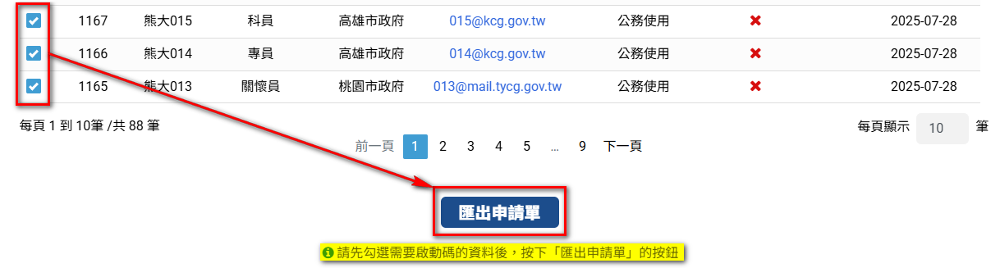 1167 熊大015 科員 高雄市政府 015@kcg.gov.tw 公務使用 2025-07-28
1166 熊大014 專員 高雄市政府 014@kcg.gov.tw 公務使用 2025-07-28
1165 熊大013 關懷員 桃園市政府 013@mail.tycg.gov.tw 公務使用 2025-07-28
每頁 1 到 10筆 /共 88 筆 每頁顯示 10 筆
前一頁 1 2 3 4 5 ... 9 下一頁
匯出申請單
請先勾選需要啟動碼的資料後，按下「匯出申請單」的按鈕